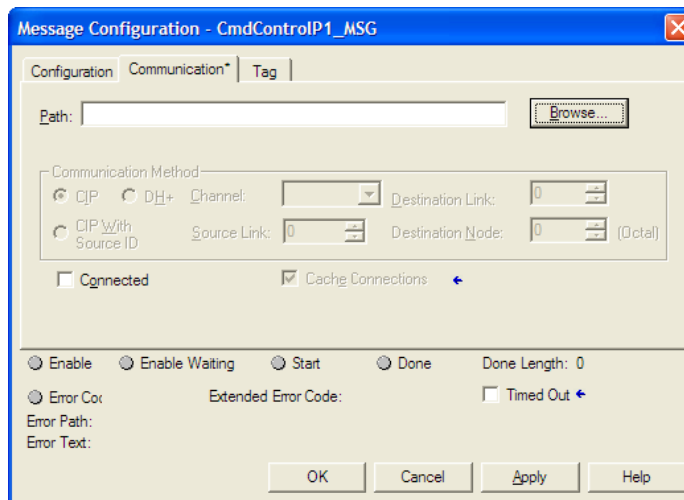 Message Configuration - CmdControlP1_MSG
Configuration Communication* Tag
Path: Browse...
Communication Method
CIP DH+ Channel: Destination Link: 0
CIP With Source ID Source Link: 0 Destination Node: 0 (Octal)
Connected Cache Connections
Enable Enable Waiting Start Done Done Length: 0
Error Co Extended Error Code: Timed Out
Error Path:
Error Text:
OK Cancel Apply Help